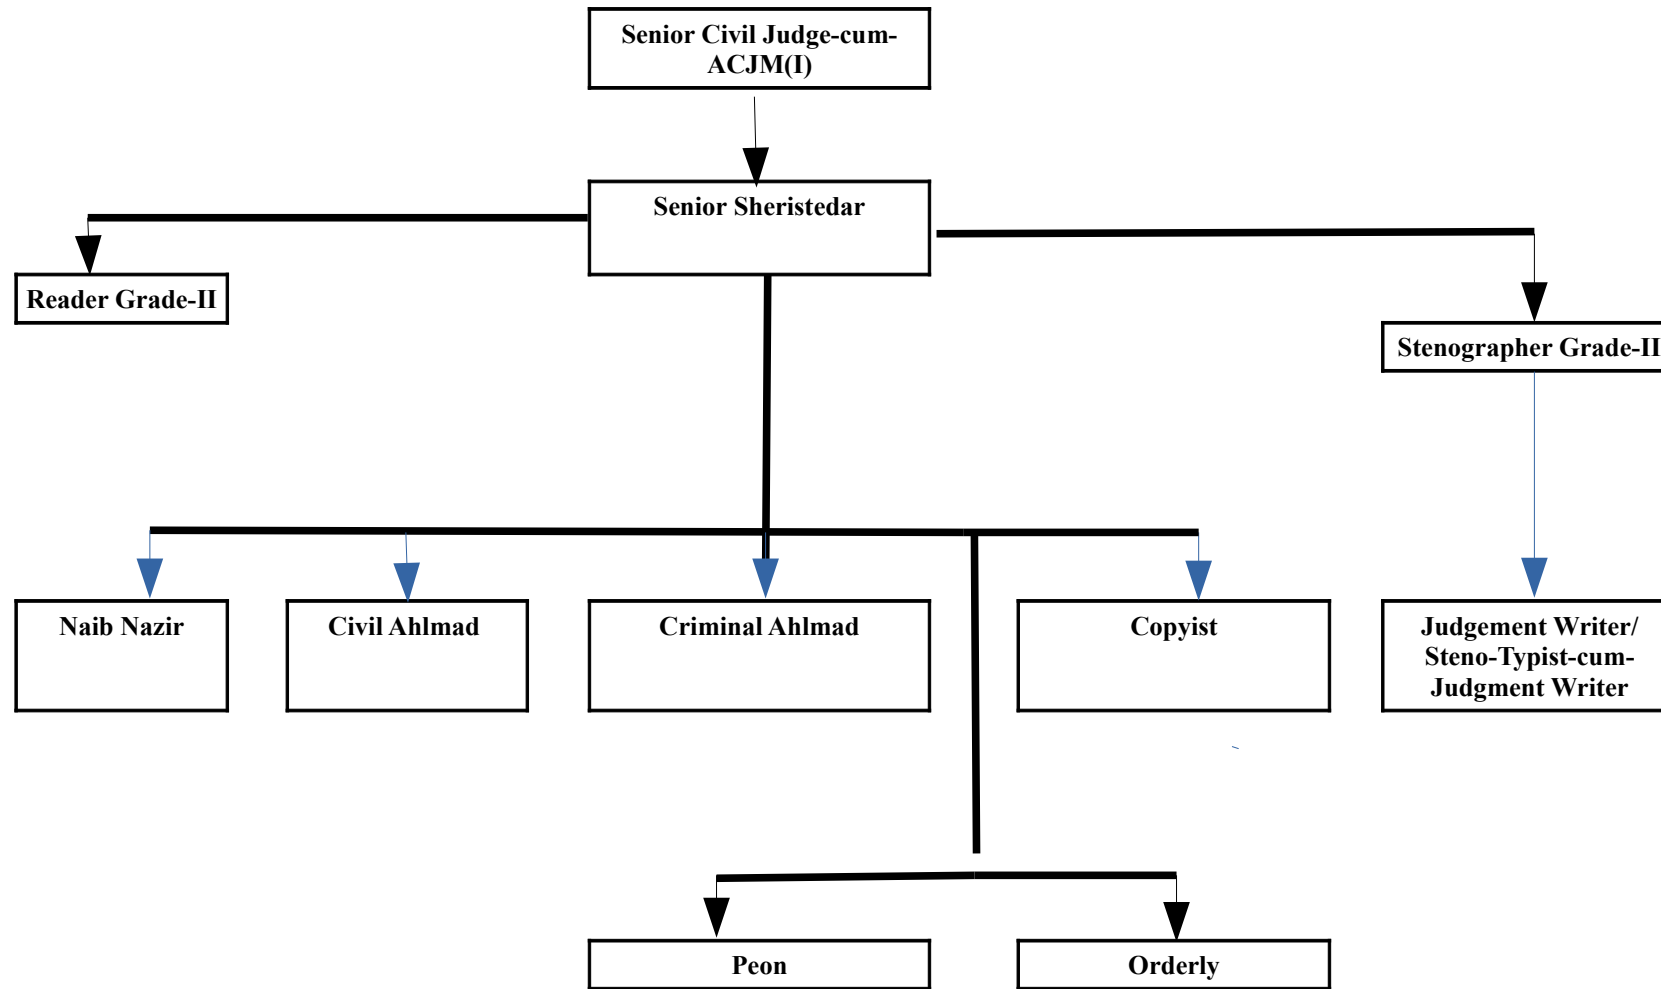 Senior Civil Judge-cum-
ACJM(I)
Senior Sheristedar
Reader Grade-II
Stenographer Grade-II
Naib Nazir
Civil Ahlmad
Criminal Ahlmad
Copyist
Judgement Writer/
Steno-Typist-cum-
Judgment Writer
Peon
Orderly